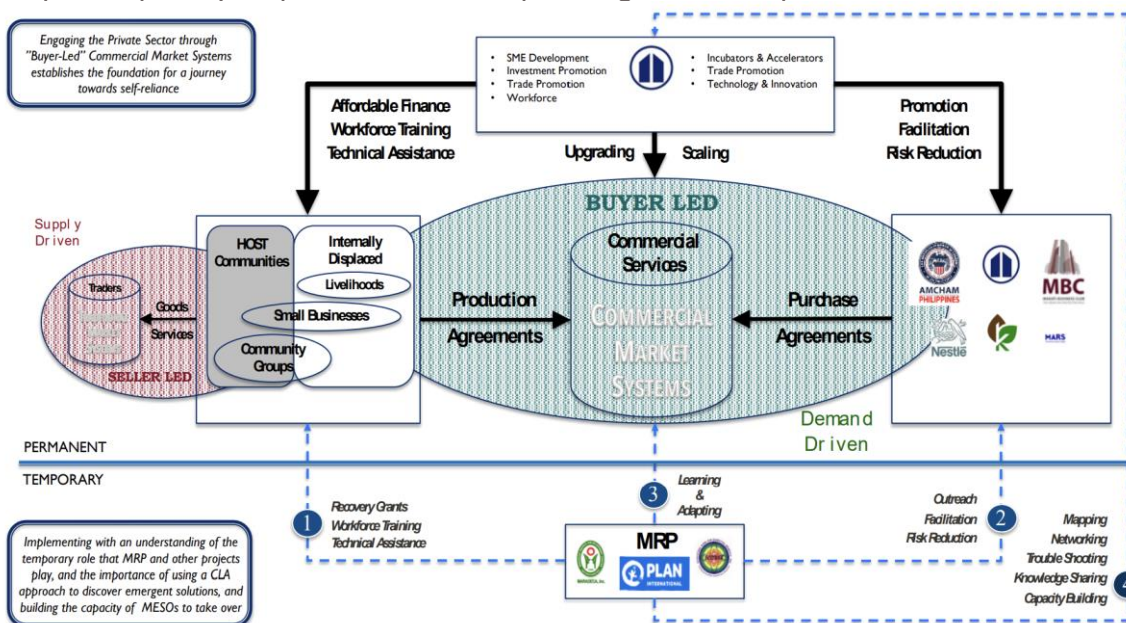 Engaging the Private Sector through
"Buyer-Led" Commercial Market Systems
establishes the foundation for a journey
towards self-reliance
• SME Development
• Investment Promotion
• Trade Promotion
• Workforce
• Incubators & Accelerators
• Trade Promotion
• Technology & Innovation
Affordable Finance
Workforce Training
Technical Assistance
Upgrading
Scaling
Promotion
Facilitation
Risk Reduction
Supply
Driven
Traders
Goods
Services
SELLER LED
HOST
Communities
Internally
Displaced
Livelihoods
Small Businesses
Community
Groups
Production
Agreements
BUYER LED
Commercial
Services
COMMERCIAL
MARKET
SYSTEMS
Purchase
Agreements
AMCHAM
PHILIPPINES
MBC
Nestlé
MARS
Demand
Driven
PERMANENT
TEMPORARY
1
Recovery Grants
Workforce Training
Technical Assistance
3
Learning
&
Adapting
MRP
PLAN
INTERNATIONAL
Outreach
Facilitation
Risk Reduction
2
Mapping
Networking
Trouble Shooting
Knowledge Sharing
Capacity Building
4
Implementing with an understanding of the
temporary role that MRP and other projects
play, and the importance of using a CLA
approach to discover emergent solutions, and
building the capacity of MESOs to take over